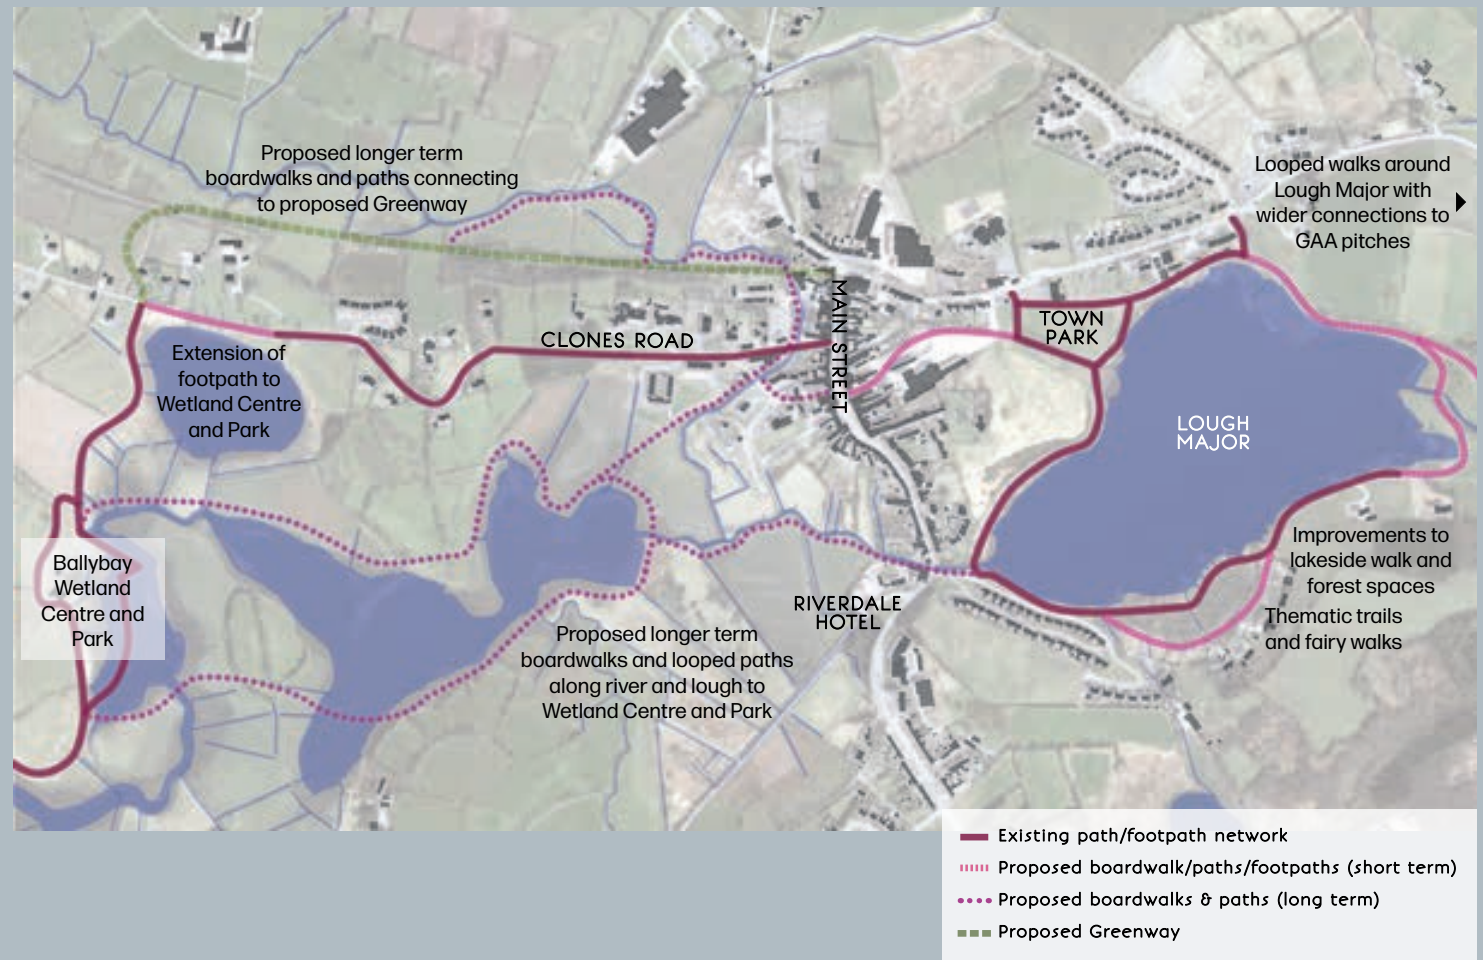 Proposed longer term
boardwalks and paths connecting
to proposed Greenway
Looped walks around
Lough Major with
wider connections to
GAA pitches
MAIN STREET
CLONES ROAD
TOWN
PARK
Extension of
footpath to
Wetland Centre
and Park
LOUGH
MAJOR
Ballybay
Wetland
Centre and
Park
Improvements to
lakeside walk and
forest spaces
Thematic trails
and fairy walks
RIVERDALE
HOTEL
Proposed longer term
boardwalks and looped paths
along river and lough to
Wetland Centre and Park
Existing path/footpath network
Proposed boardwalk/paths/footpaths (short term)
Proposed boardwalks & paths (long term)
Proposed Greenway